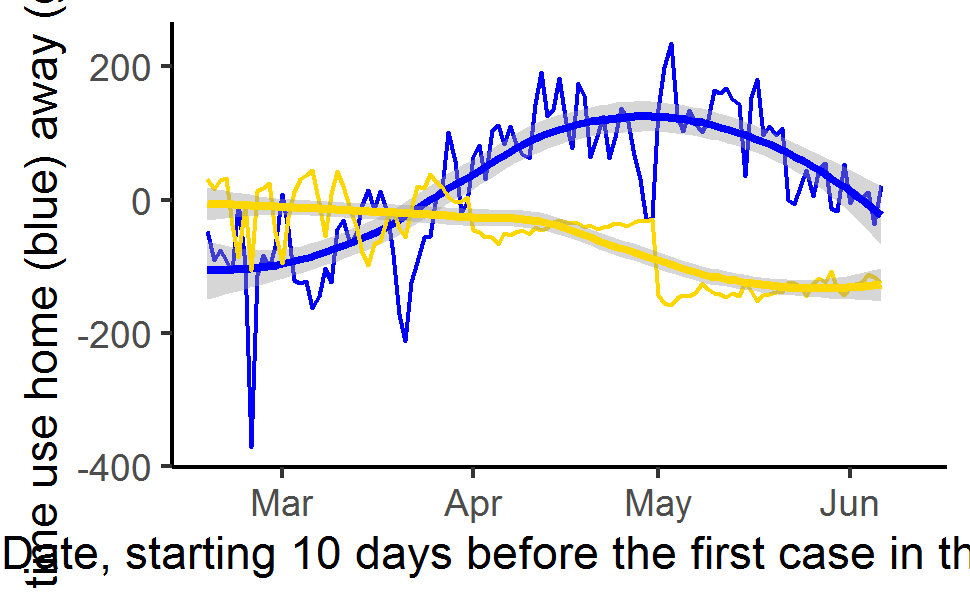 time use home (blue) away (
200
0
-200
-400
Mar Apr May Jun
Date, starting 10 days before the first case in th